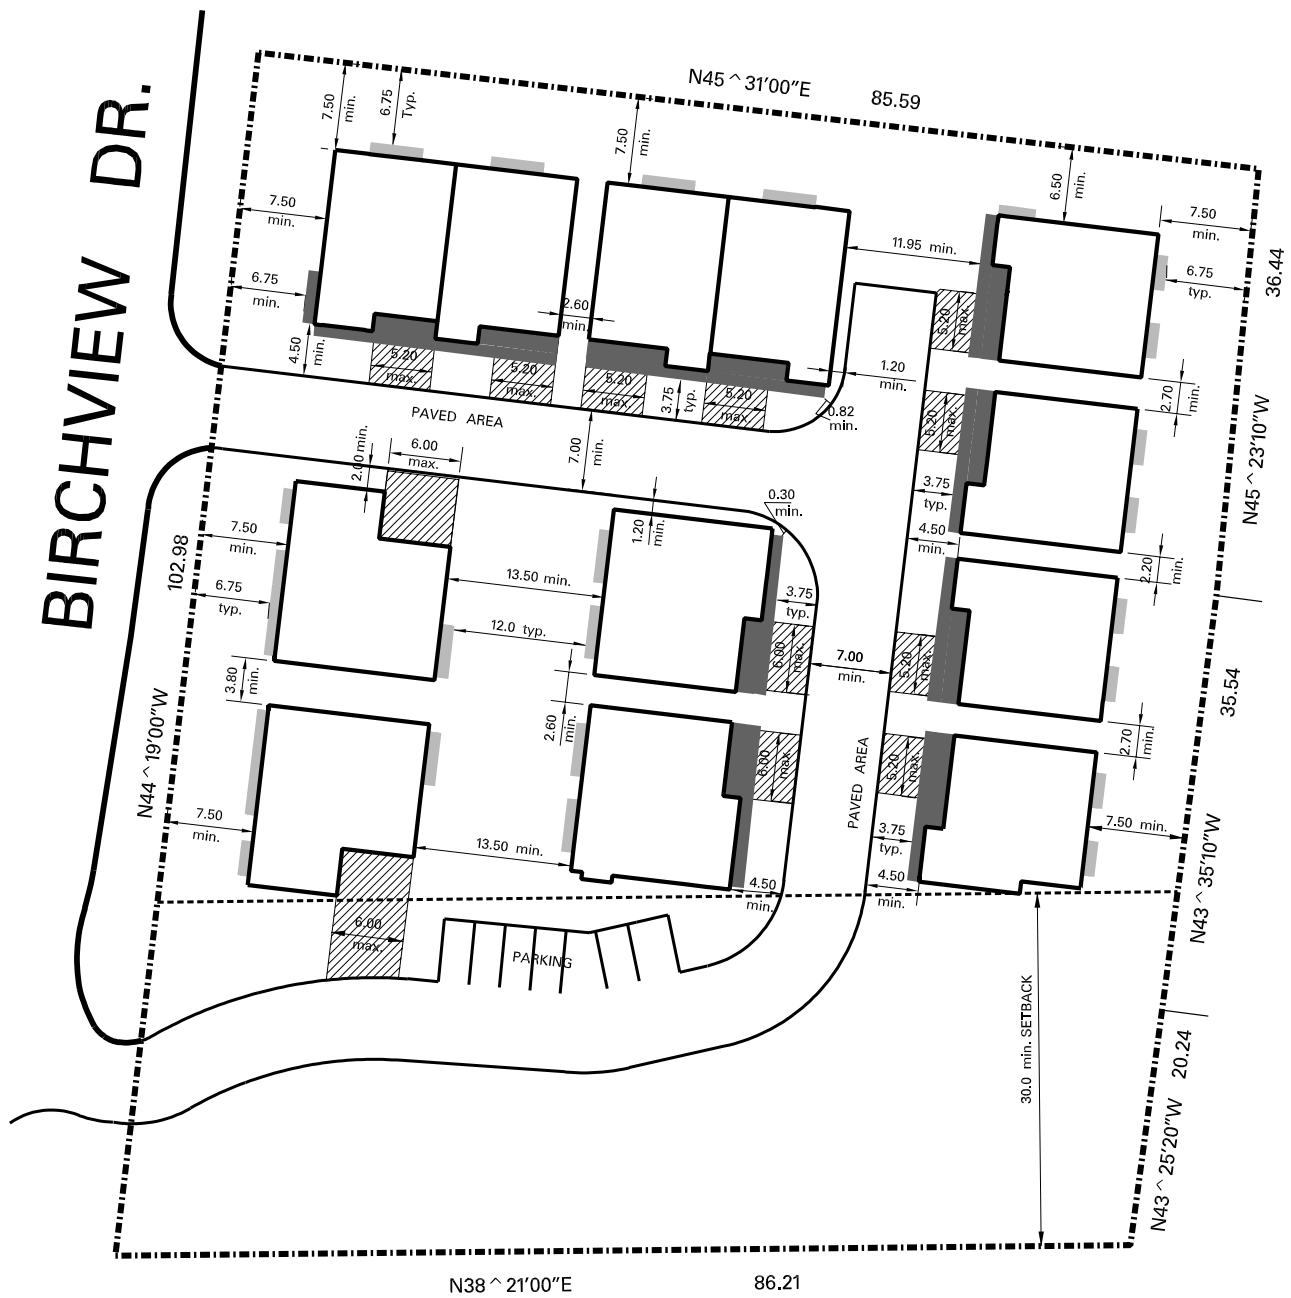 BIRCHVIEW DR.
N45^31'00"E 85.59
7.50
min.
6.75
Typ.
7.50
min.
6.50
min.
7.50
min.
7.50
min.
11.95 min.
6.75
typ.
36.44
6.75
min.
4.50
min.
2.60
min.
5.20
max.
5.20
max.
5.20
max.
1.20
min.
5.20
max.
5.20
max.
3.75
typ.
0.82
min.
2.70
min.
5.20
max.
N45^23'10"W
PAVED AREA
6.00
max.
2.00 min.
7.00
min.
3.75
typ.
0.30
min.
1.20
min.
4.50
min.
7.50
min.
102.98
13.50 min.
2.20
min.
6.75
typ.
3.75
typ.
12.0 typ.
6.00
max.
7.00
min.
5.20
max.
3.80
min.
35.54
N44^19'00"W
2.60
min.
2.70
min.
6.00
max.
5.20
max.
PAVED AREA
7.50
min.
13.50 min.
3.75
typ.
7.50 min.
4.50
min.
4.50
min.
N43^35'10"W
6.00
max.
PARKING
30.0 min. SETBACK
20.24
N43^25'20"W
N38^21'00"E 86.21